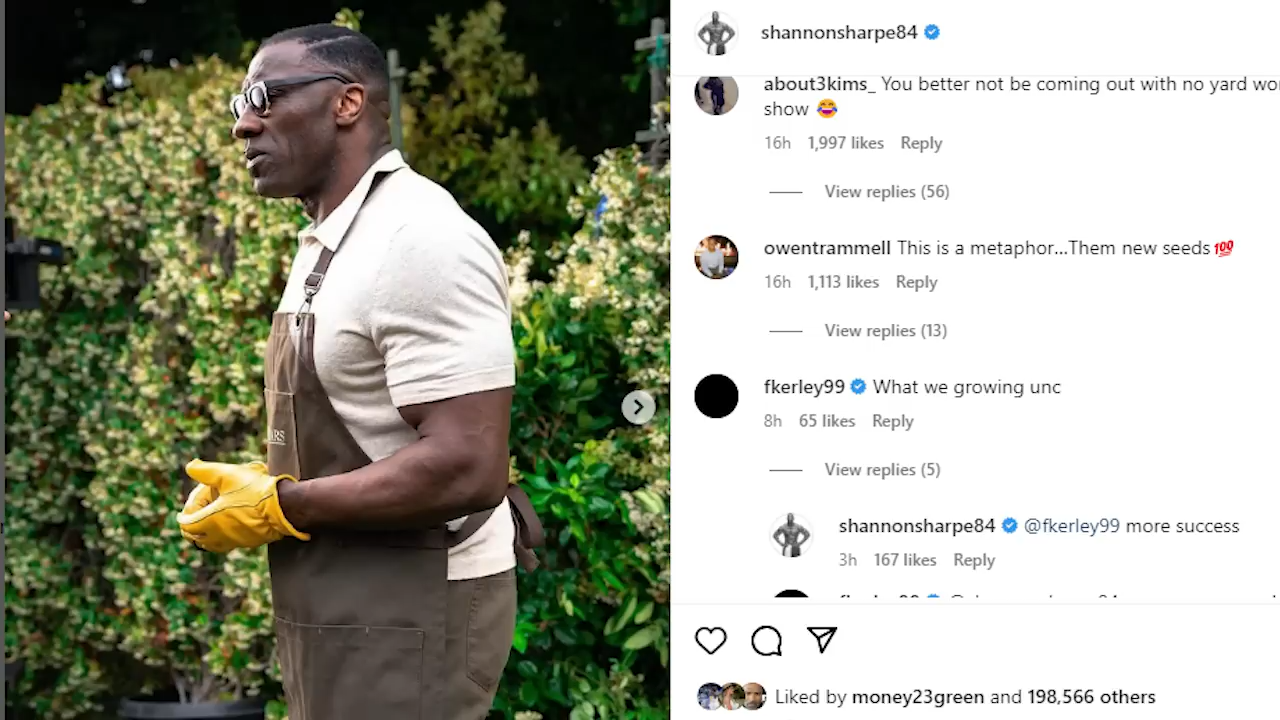 shannonsharpe84
about3kims_ You better not be coming out with no yard
show 😂
16h 1,997 likes Reply
View replies (56)
owentrammell This is a metaphor...Them new seeds💯
16h 1,113 likes Reply
View replies (13)
fkerley99 What we growing unc
8h 65 likes Reply
View replies (5)
shannonsharpe84 @fkerley99 more success
3h 167 likes Reply
Liked by money23green and 198,566 others